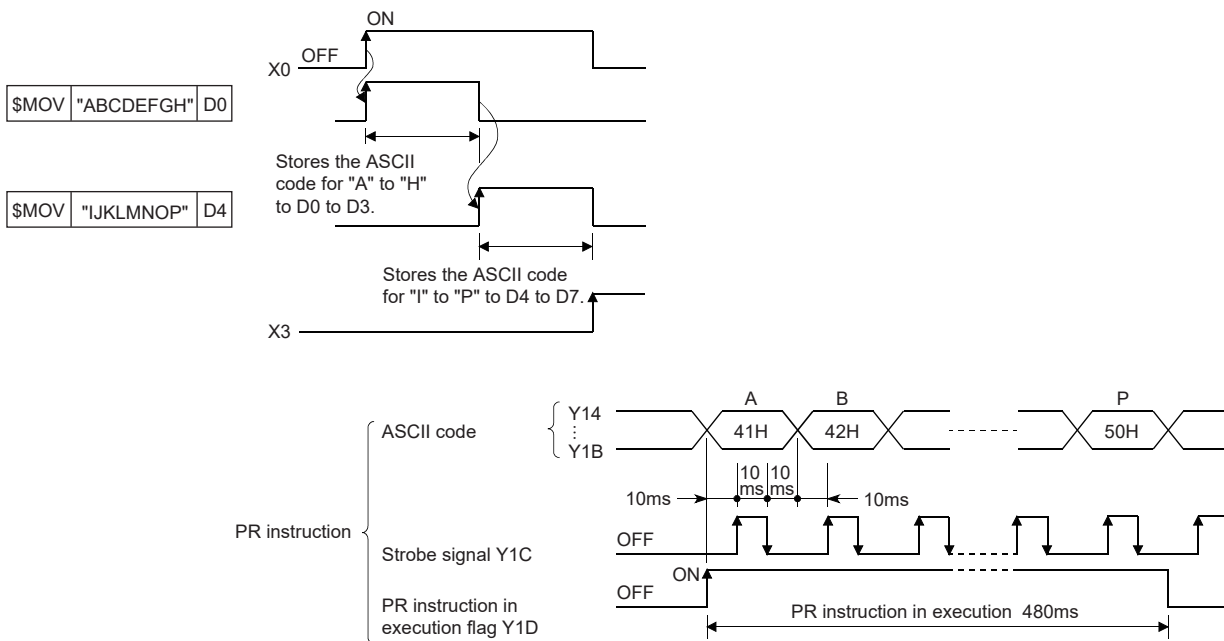 ON
OFF
X0
$MOV "ABCDEFGH" D0
Stores the ASCII
code for "A" to "H"
to D0 to D3.
$MOV "IJKLMNOP" D4
Stores the ASCII code
for "I" to "P" to D4 to D7.
X3
A B P
Y14
ASCII code
41H 42H 50H
Y1B
10 10
ms ms
10ms 10ms
PR instruction
OFF
Strobe signal Y1C
ON
OFF
PR instruction in
execution flag Y1D
PR instruction in execution 480ms